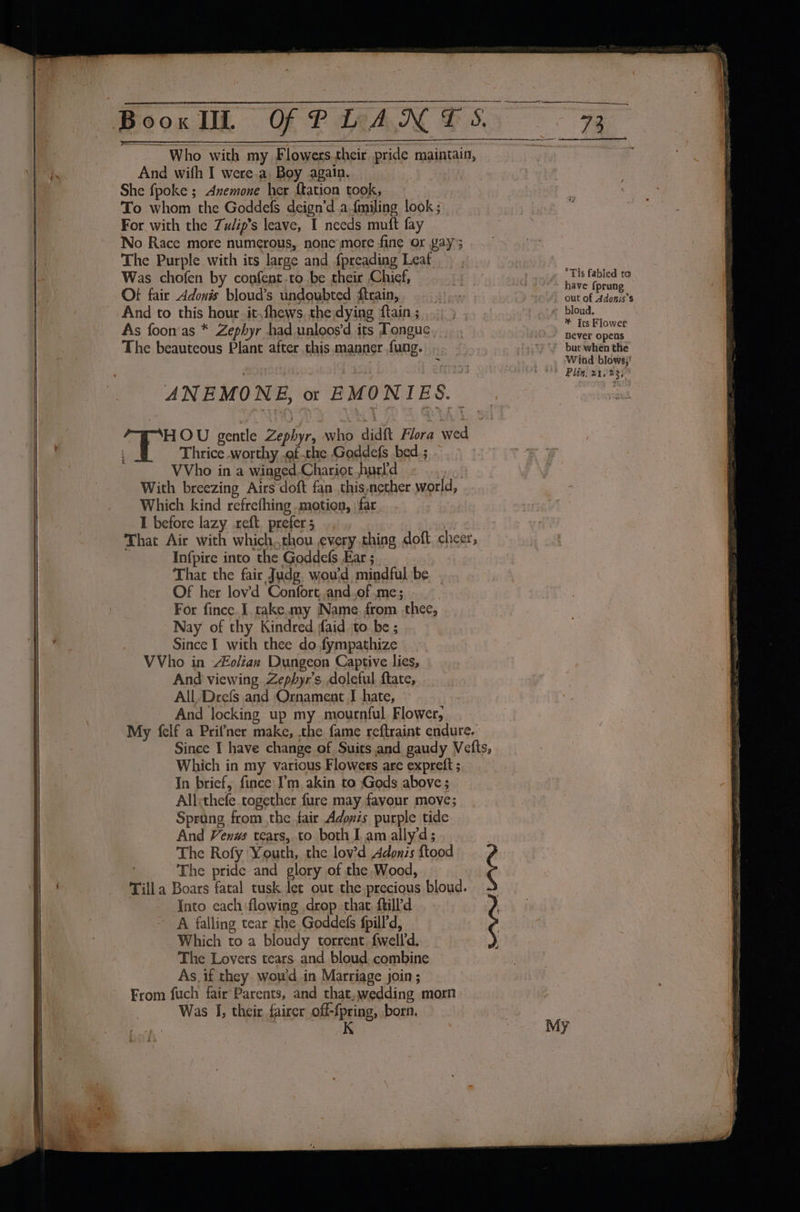 Book III. Of PLANTS. 73
Who with my Flowers their pride maintain,
And wiſh I were a Boy again.
She ſpoke; Anemone her ſtation took,
To whom the Goddeſs deign'd a ſmiling look;
For with the Tulip's leave, I needs muſt ſay
No Race more numerous, none more fine or gay;
The Purple with its large and ſpreading Leaf
Was choſen by conſent to be their Chief,
Of fair Adonis bloud's undoubted ſtrain,
And to this hour it ſhews the dying ſtain;
As ſoon as * Zephyr had unloos'd its Tongue
The beauteous Plant after this manner ſung.
'Tis fabled to
have ſprung
out of Adonis's
bloud.
* Its Flower
never opens
but when the
Wind blows,
Plin. 21. 23.
ANEMONE, or EMONIES.
THOU gentle Zephyr, who didſt Flora wed
Thrice worthy of the Goddeſs bed;
VVho in a winged Chariot hurl'd
With breezing Airs doſt fan this nether world,
Which kind refreſhing motion, far
I before lazy reſt prefer;
That Air with which thou every thing doſt cheer,
Inſpire into the Goddeſs Ear;
That the fair Judg wou'd mindful be
Of her lov'd Conſort and of me;
For ſince I take my Name from thee,
Nay of thy Kindred ſaid to be;
Since I with thee do ſympathize
VVho in Æolian Dungeon Captive lies,
And viewing Zephyr's doleful ſtate,
All Dreſs and Ornament I hate,
And locking up my mournful Flower,
My ſelf a Priſ'ner make, the ſame reſtraint endure.
Since I have change of Suits and gaudy Veſts,
Which in my various Flowers are expreſt;
In brief, ſince I'm akin to Gods above;
All theſe together ſure may favour move;
Sprung from the fair Adonis purple tide
And Venus tears, to both I am ally'd;
The Roſy Youth, the lov'd Adonis ſtood
The pride and glory of the Wood,
Till a Boars fatal tusk let out the precious bloud.
Into each flowing drop that ſtill'd
A falling tear the Goddeſs ſpill'd,
Which to a bloudy torrent ſwell'd.
The Lovers tears and bloud combine
As if they wou'd in Marriage join;
From ſuch fair Parents, and that wedding morn
Was I, their fairer off-ſpring, born.
K My